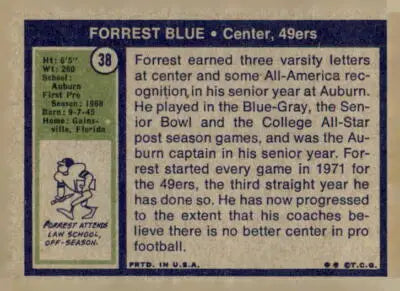 FORREST BLUE • Center, 49ers
38
Ht: 6'5"
Wt: 260
School:
Auburn
First Pro
Season: 1968
Born: 9-7-45
Home: Gains-
ville, Florida
FORREST ATTENDS
LAW SCHOOL,
OFF-SEASON.
Forrest earned three varsity letters
at center and some All-America rec-
ognition, in his senior year at Auburn.
He played in the Blue-Gray, the Sen-
ior Bowl and the College All-Star
post season games, and was the Au-
burn captain in his senior year. For-
rest started every game in 1971 for
the 49ers, the third straight year he
has done so. He has now progressed
to the extent that his coaches be-
lieve there is no better center in pro
football.
PRTD. IN U.S.A.
© T.C.G.